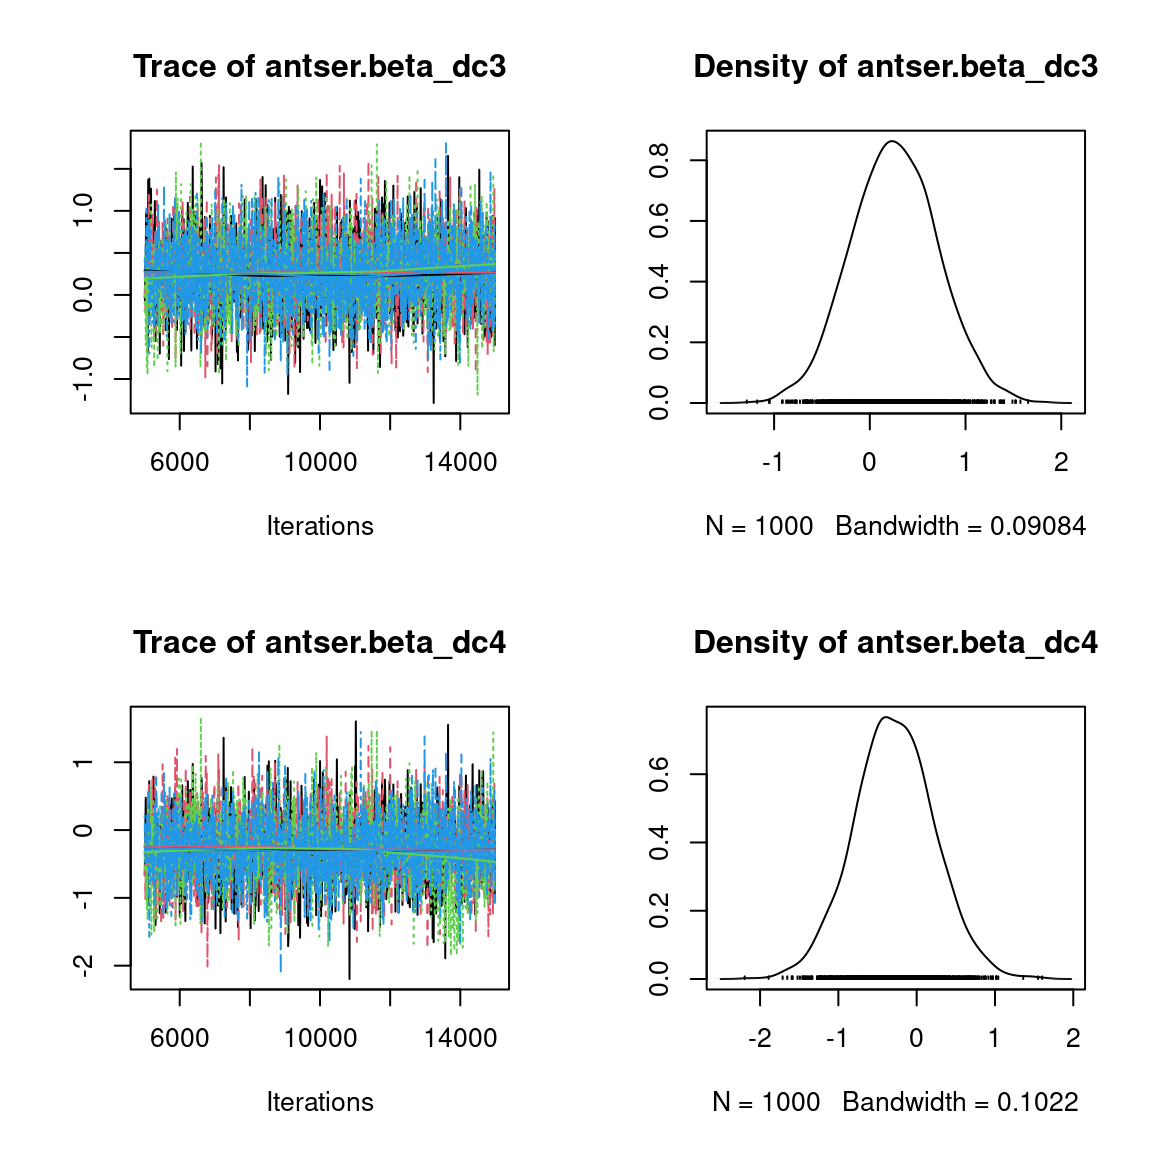 Trace of antser.beta_dc3
1.0
0.0
-1.0
6000 10000 14000
Iterations
Density of antser.beta_dc3
0.8
0.6
0.4
0.2
0.0
-1 0 1 2
N = 1000 Bandwidth = 0.09084
Trace of antser.beta_dc4
1
0
-1
-2
6000 10000 14000
Iterations
Density of antser.beta_dc4
0.6
0.4
0.2
0.0
-2 -1 0 1 2
N = 1000 Bandwidth = 0.1022